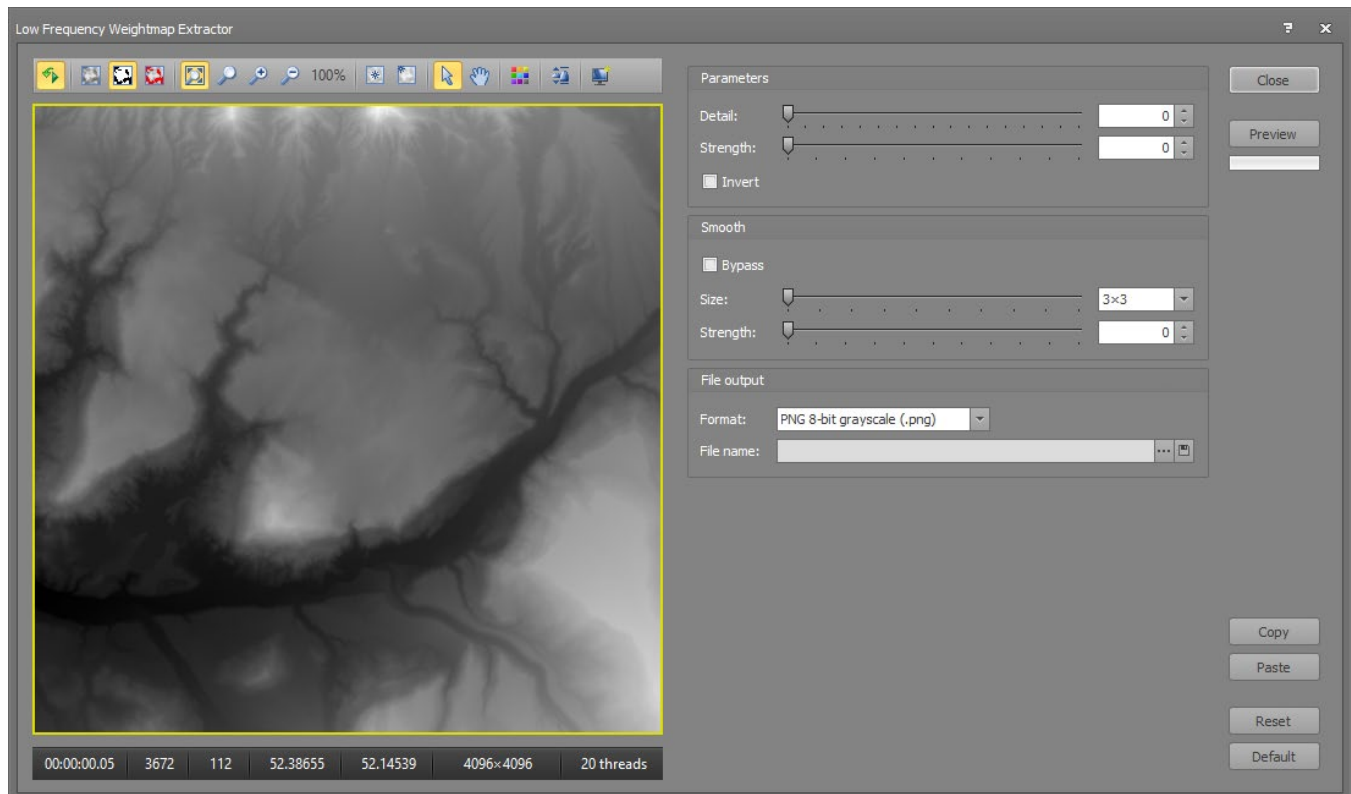 Low Frequency Weightmap Extractor
? x
100%
Parameters
Detail: 0
Strength: 0
Invert
Smooth
Bypass
Size: 3×3
Strength: 0
File output
Format: PNG 8-bit grayscale (.png)
File name: ...
Close
Preview
Copy
Paste
Reset
Default
00:00:00.05 3672 112 52.38655 52.14539 4096×4096 20 threads